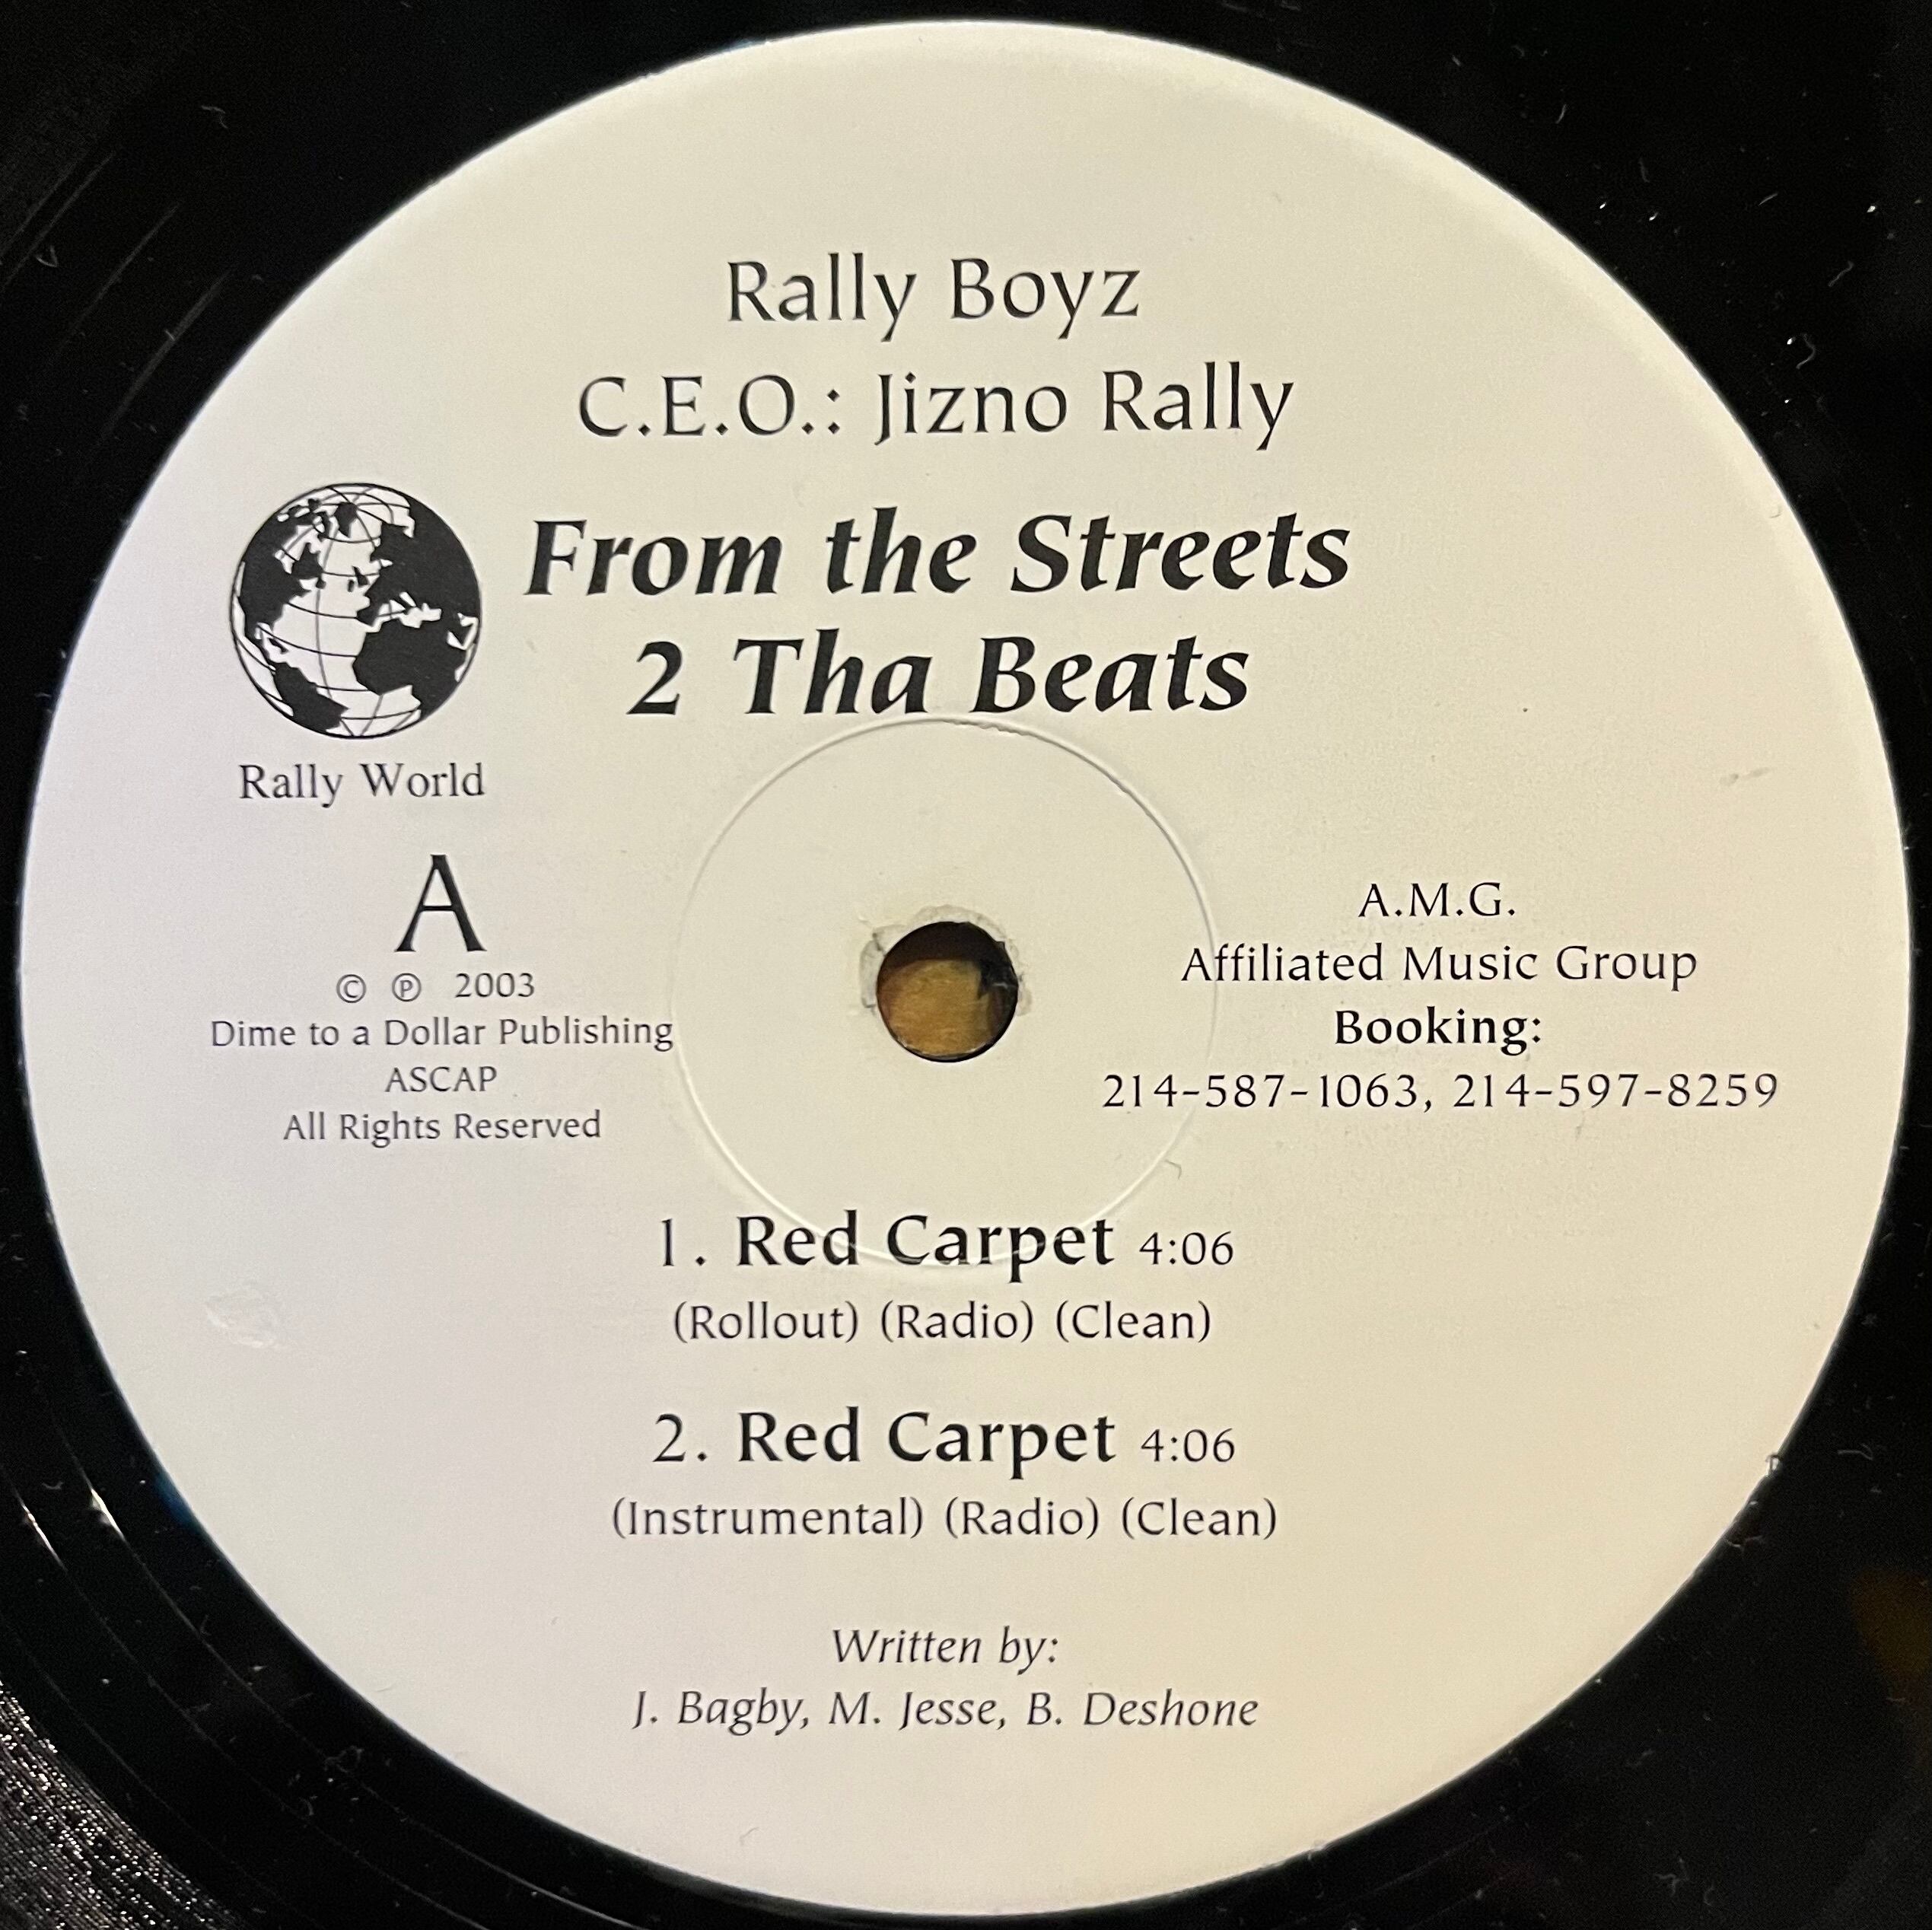 Rally Boyz
C.E.O.: Jizno Rally
From the Streets
2 Tha Beats
Rally World
A
© ℗ 2003
Dime to a Dollar Publishing
ASCAP
All Rights Reserved
A.M.G.
Affiliated Music Group
Booking:
214-587-1063, 214-597-8259
1. Red Carpet 4:06
(Rollout) (Radio) (Clean)
2. Red Carpet 4:06
(Instrumental) (Radio) (Clean)
Written by:
J. Bagby, M. Jesse, B. Deshone